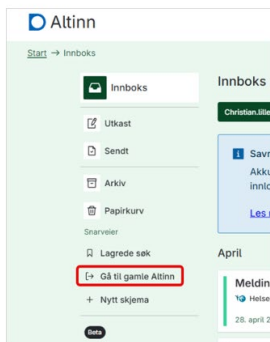 Altinn
Start → Innboks
Innboks
Utkast
Sendt
Arkiv
Papirkurv
Snarveier
Lagrede søk
Gå til gamle Altinn
+ Nytt skjema
Beta
Innboks
Christian.lille
Savr
Akku
innlo
Les
April
Meldin
Helse
28. april 2